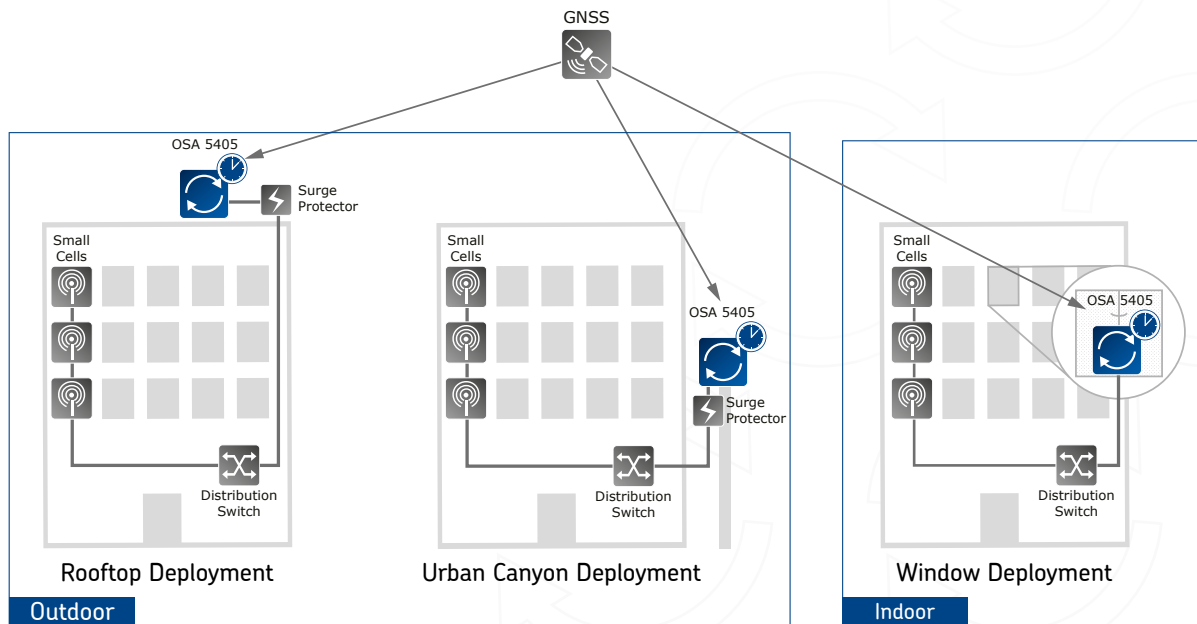 GNSS
OSA 5405
Surge
Protector
Small
Cells
Distribution
Switch
Rooftop Deployment
Small
Cells
OSA 5405
Surge
Protector
Distribution
Switch
Urban Canyon Deployment
Outdoor
Small
Cells
OSA 5405
Distribution
Switch
Window Deployment
Indoor